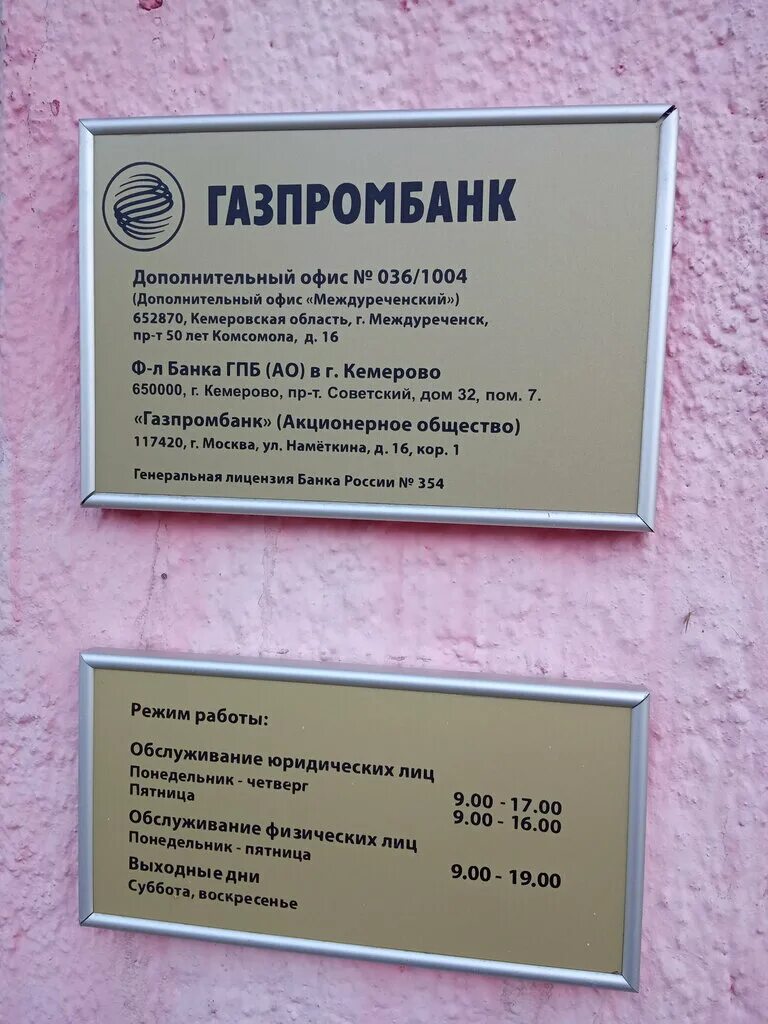 ГАЗПРОМБАНК
Дополнительный офис № 036/1004
(Дополнительный офис «Междуреченский»)
652870, Кемеровская область, г. Междуреченск,
пр-т 50 лет Комсомола, д. 16
Ф-л Банка ГПБ (АО) в г. Кемерово
650000, г. Кемерово, пр-т. Советский, дом 32, пом. 7.
«Газпромбанк» (Акционерное общество)
117420, г. Москва, ул. Намёткина, д. 16, кор. 1
Генеральная лицензия Банка России № 354
Режим работы:
Обслуживание юридических лиц
Понедельник - четверг 9.00 - 17.00
Пятница 9.00 - 16.00
Обслуживание физических лиц
Понедельник - пятница 9.00 - 19.00
Выходные дни
Суббота, воскресенье